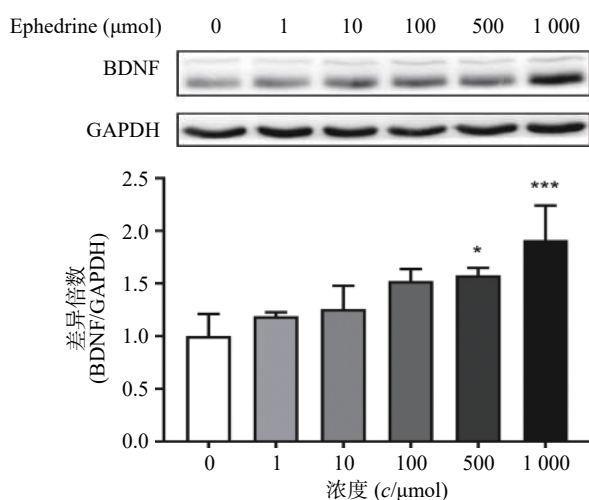 Ephedrine (μmol) 0 1 10 100 500 1 000
BDNF
GAPDH
差异倍数
(BDNF/GAPDH)
2.5
2.0
1.5
1.0
0.5
0.0
*
***
0 1 10 100 500 1 000
浓度 (c/μmol)